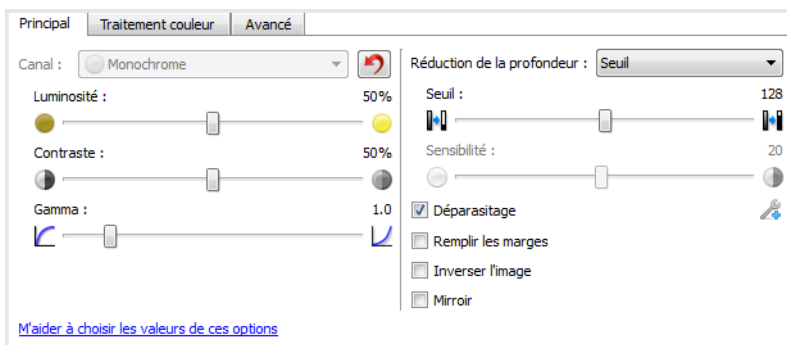 Principal
Traitement couleur
Avancé
Canal :
Monochrome
Luminosité :
50%
Contraste :
50%
Gamma :
1.0
M'aider à choisir les valeurs de ces options
Réduction de la profondeur :
Seuil
Seuil :
128
Sensibilité :
20
Déparasitage
Remplir les marges
Inverser l'image
Mirroir